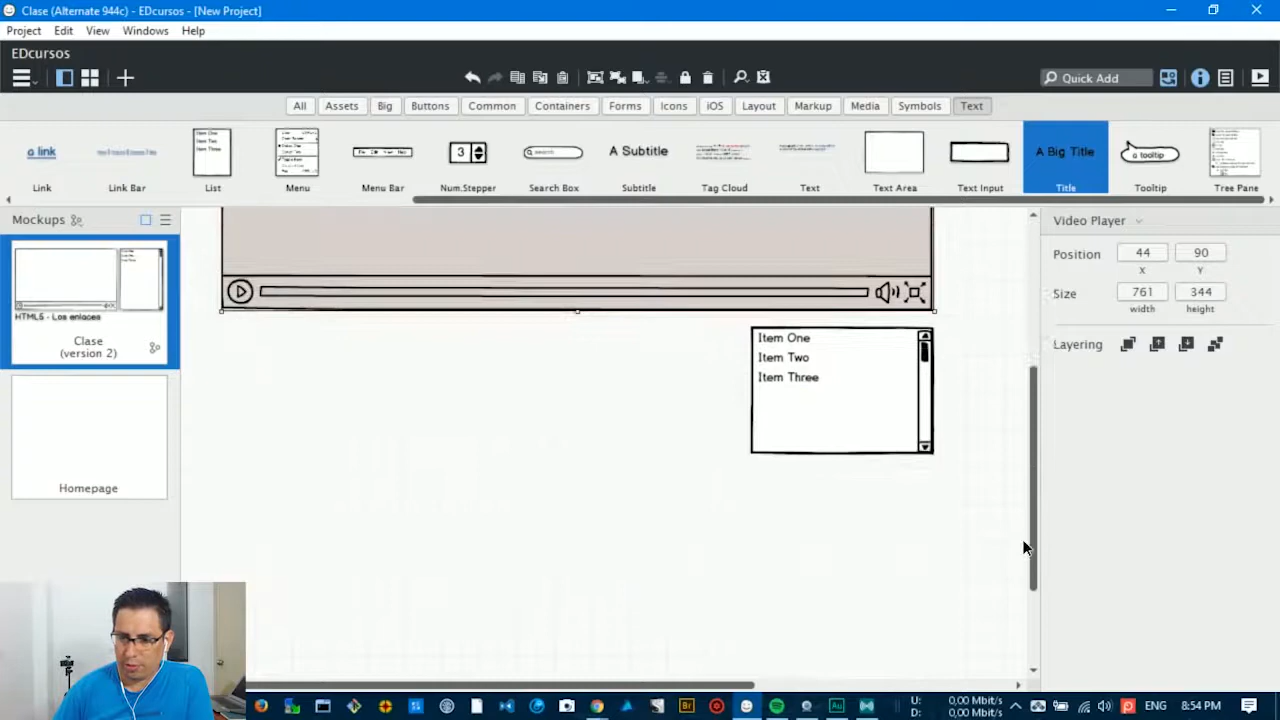 Clase (Alternate 944c) - EDcursos - [New Project]
Project Edit View Windows Help
EDcursos
Quick Add
All Assets Big Buttons Common Containers Forms Icons iOS Layout Markup Media Symbols Text
a link
Item One
Item Two
Item Three
3
search
A Subtitle
A Big Title
a tooltip
Link Link Bar List Menu Menu Bar Num.Stepper Search Box Subtitle Tag Cloud Text Text Area Text Input Title Tooltip Tree Pane
Mockups
HTML5 - Los enlaces
Clase
(version 2)
Homepage
Item One
Item Two
Item Three
Video Player
Position 44 90
X Y
Size 761 344
width height
Layering
Br
Au
U: 0,00 Mbit/s
D: 0,00 Mbit/s
ENG 8:54 PM